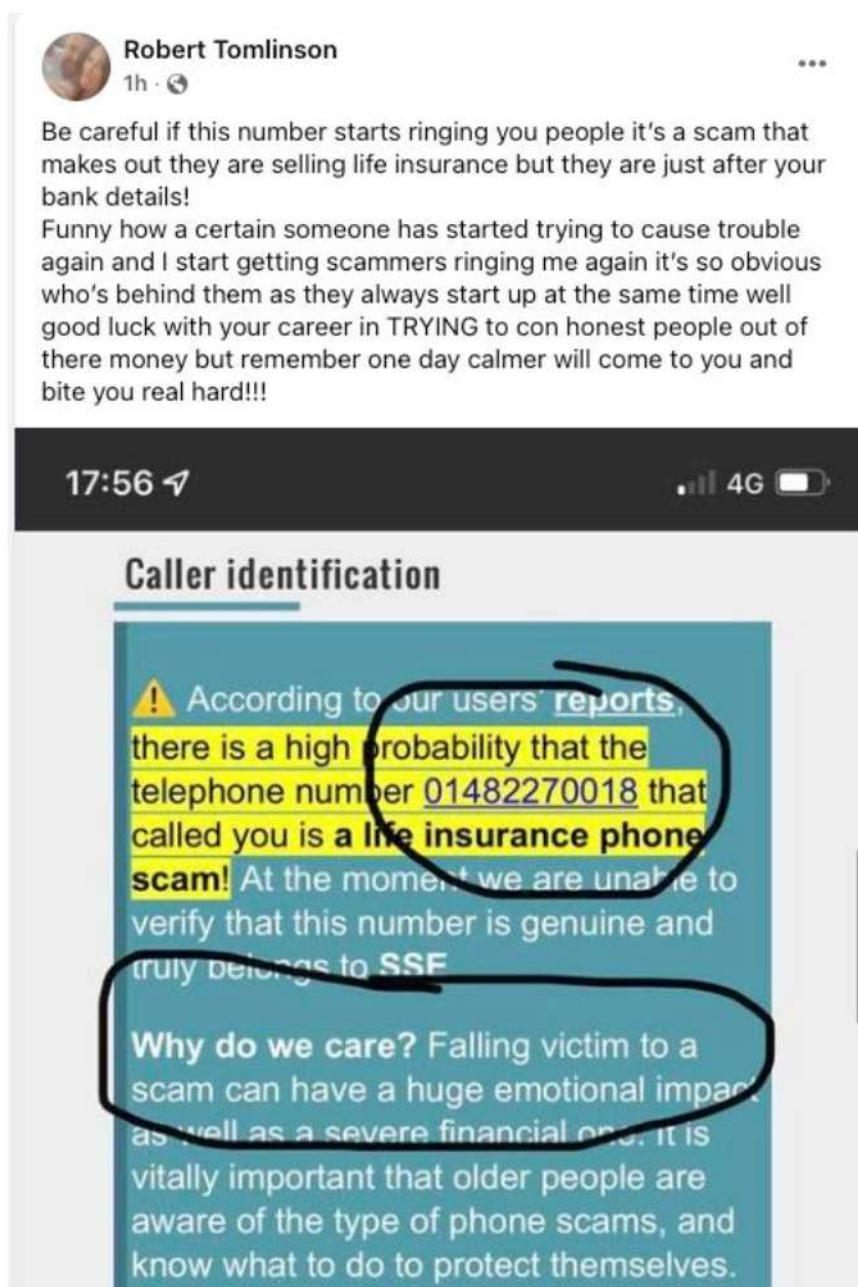 Robert Tomlinson
1h ·
Be careful if this number starts ringing you people it's a scam that
makes out they are selling life insurance but they are just after your
bank details!
Funny how a certain someone has started trying to cause trouble
again and I start getting scammers ringing me again it's so obvious
who's behind them as they always start up at the same time well
good luck with your career in TRYING to con honest people out of
there money but remember one day calmer will come to you and
bite you real hard!!!
17:56
4G
Caller identification
According to our users' reports,
there is a high probability that the
telephone number 01482270018 that
called you is a life insurance phone
scam! At the moment we are unable to
verify that this number is genuine and
truly belongs to SSE
Why do we care? Falling victim to a
scam can have a huge emotional impact
as well as a severe financial one. It is
vitally important that older people are
aware of the type of phone scams, and
know what to do to protect themselves.